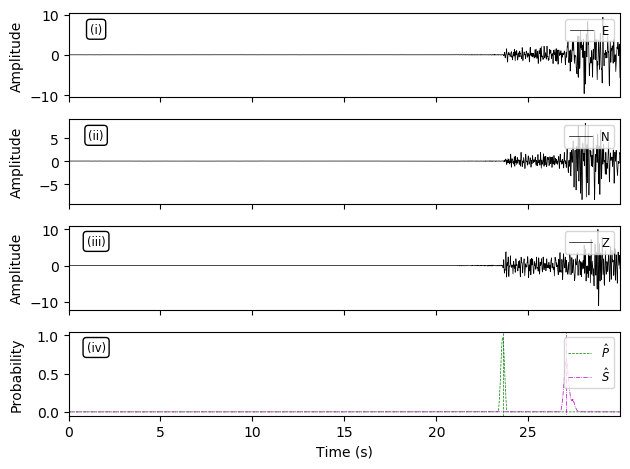 10
0
−10
Amplitude
(i)
E
5
0
−5
Amplitude
(ii)
N
10
0
−10
Amplitude
(iii)
Z
1.0
0.5
0.0
Probability
(iv)
P̂
Ŝ
0 5 10 15 20 25
Time (s)